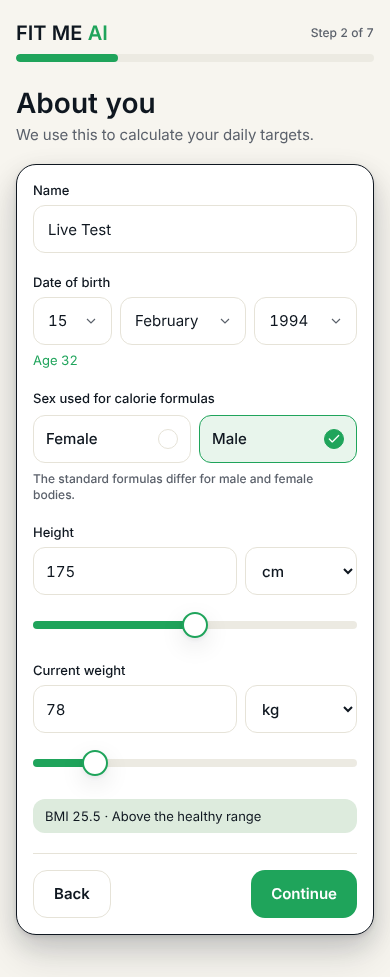 FIT ME AI
Step 2 of 7
About you
We use this to calculate your daily targets.
Name
Live Test
Date of birth
15
February
1994
Age 32
Sex used for calorie formulas
Female
Male
The standard formulas differ for male and female
bodies.
Height
175
cm
Current weight
78
kg
BMI 25.5 · Above the healthy range
Back
Continue